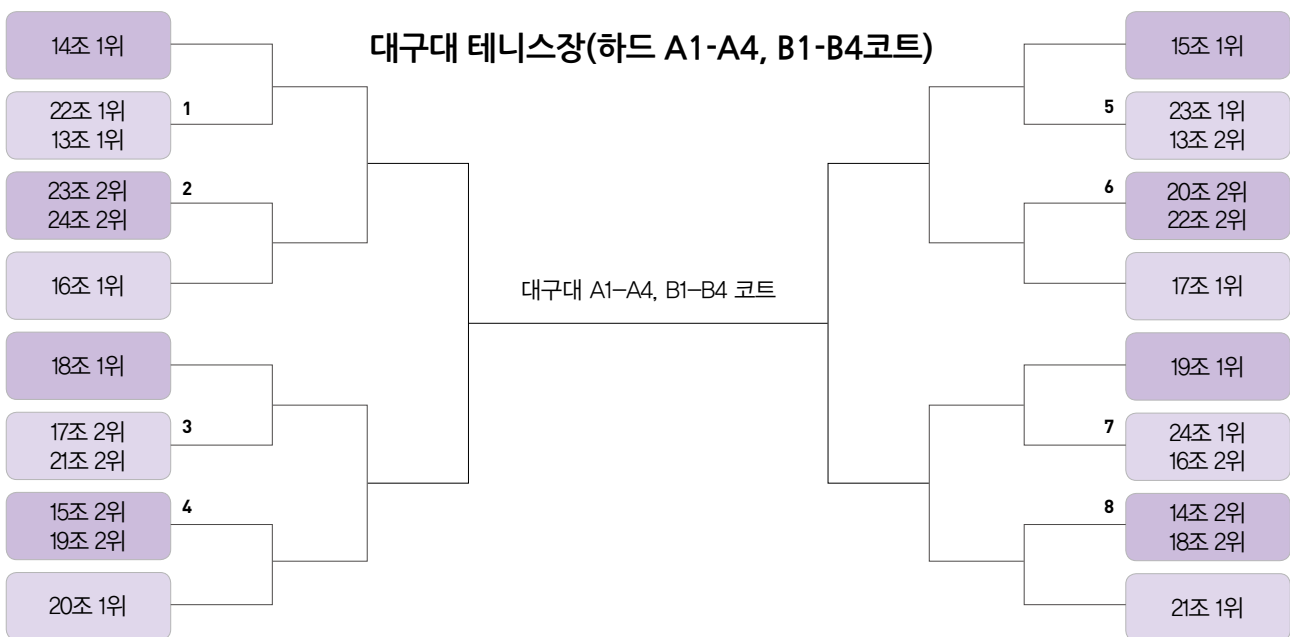 대구대 테니스장(하드 A1-A4, B1-B4코트)
14조 1위
22조 1위
13조 1위
1
23조 2위
24조 2위
2
16조 1위
18조 1위
17조 2위
21조 2위
3
15조 2위
19조 2위
4
20조 1위
대구대 A1-A4, B1-B4 코트
15조 1위
5
23조 1위
13조 2위
6
20조 2위
22조 2위
17조 1위
19조 1위
7
24조 1위
16조 2위
8
14조 2위
18조 2위
21조 1위